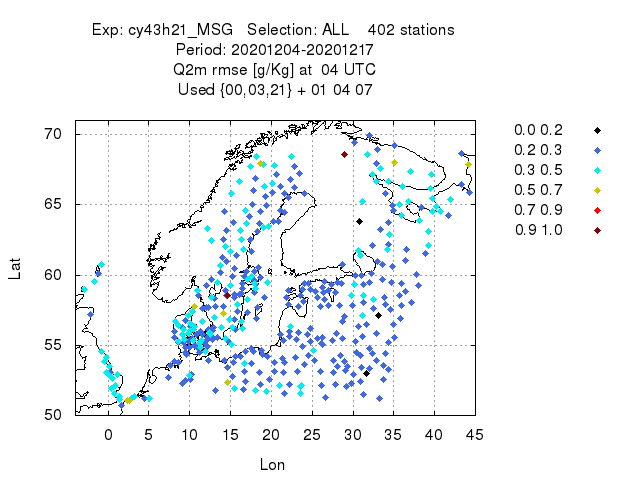 Exp: cy43h21_MSG Selection: ALL 402 stations
Period: 20201204-20201217
Q2m rmse [g/Kg] at 04 UTC
Used {00,03,21} + 01 04 07
0.0 0.2
0.2 0.3
0.3 0.5
0.5 0.7
0.7 0.9
0.9 1.0
70
65
60
55
50
Lat
0 5 10 15 20 25 30 35 40 45
Lon